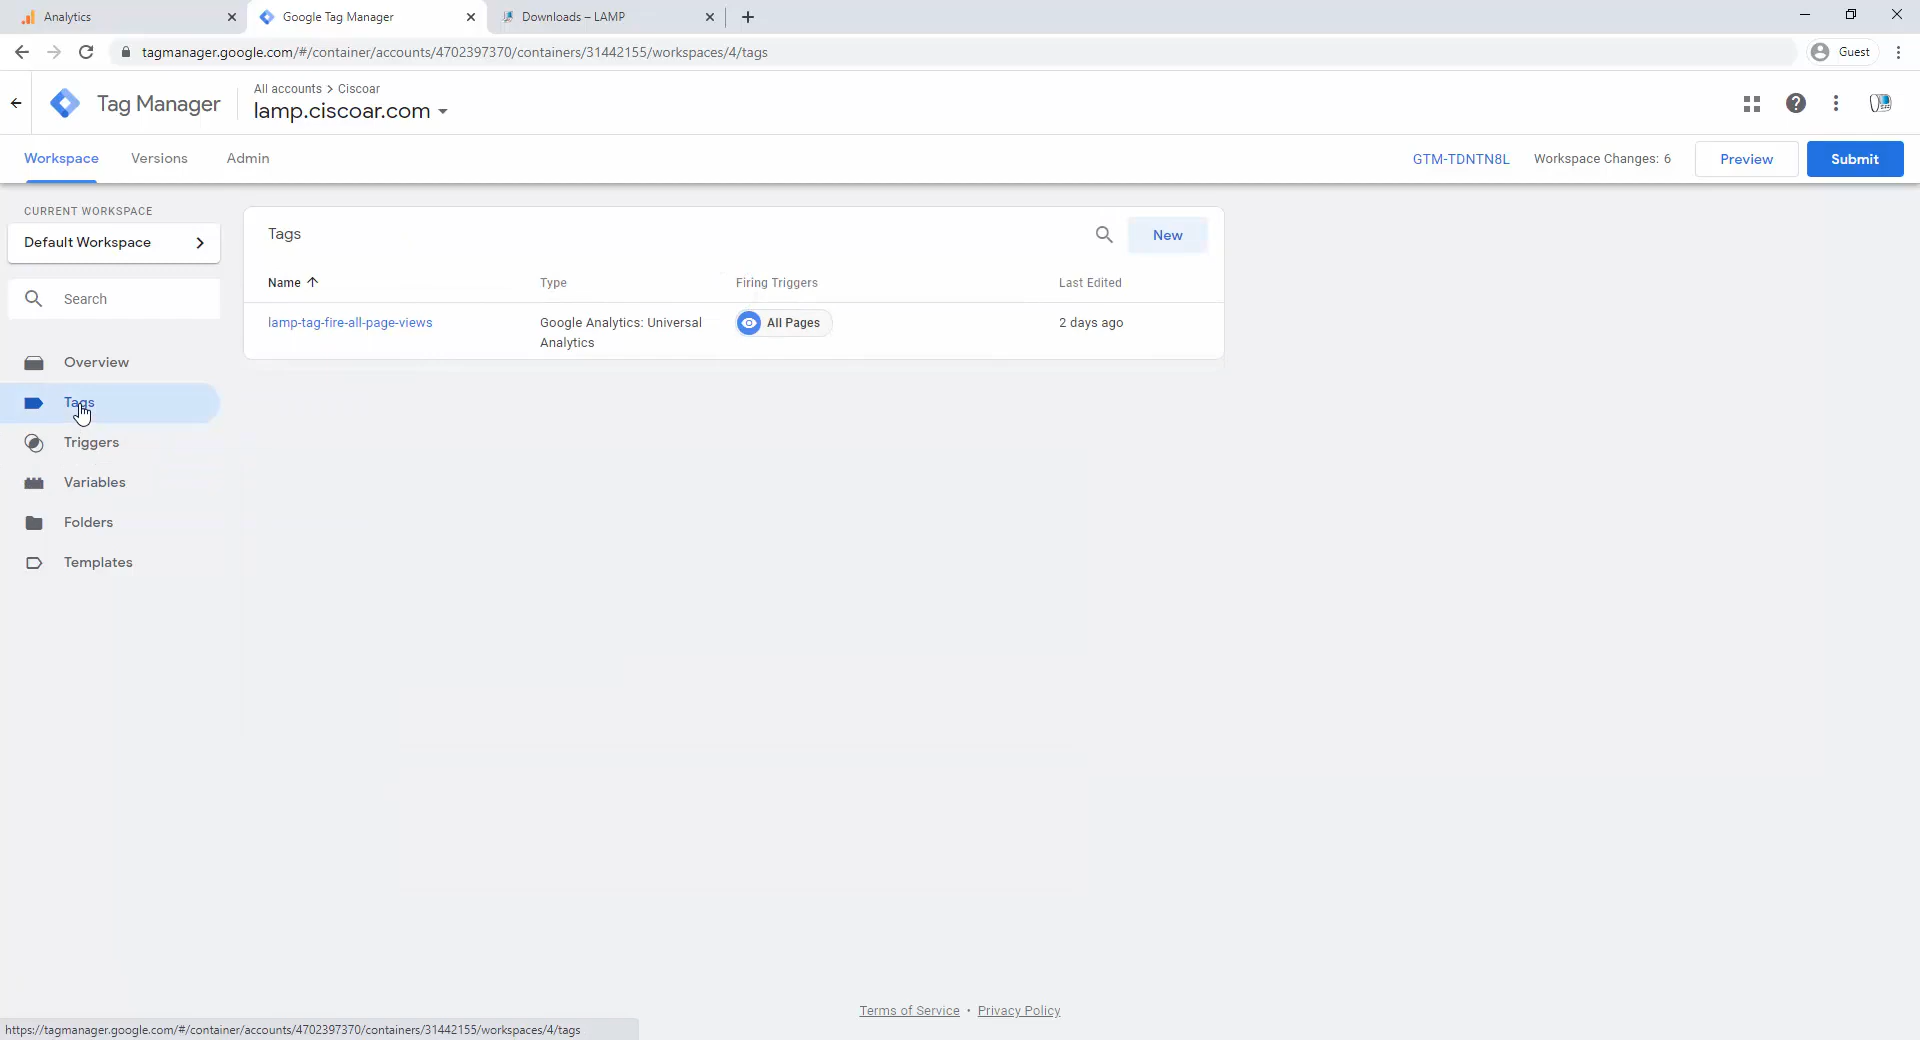 Analytics
Google Tag Manager
Downloads – LAMP
tagmanager.google.com/#/container/accounts/4702397370/containers/31442155/workspaces/4/tags
Guest
Tag Manager
All accounts > Ciscoar
lamp.ciscoar.com
Workspace
Versions
Admin
GTM-TDNTN8L
Workspace Changes: 6
Preview
Submit
CURRENT WORKSPACE
Default Workspace
Search
Overview
Tags
Triggers
Variables
Folders
Templates
Tags
New
Name
Type
Firing Triggers
Last Edited
lamp-tag-fire-all-page-views
Google Analytics: Universal
Analytics
All Pages
2 days ago
Terms of Service • Privacy Policy
https://tagmanager.google.com/#/container/accounts/4702397370/containers/31442155/workspaces/4/tags